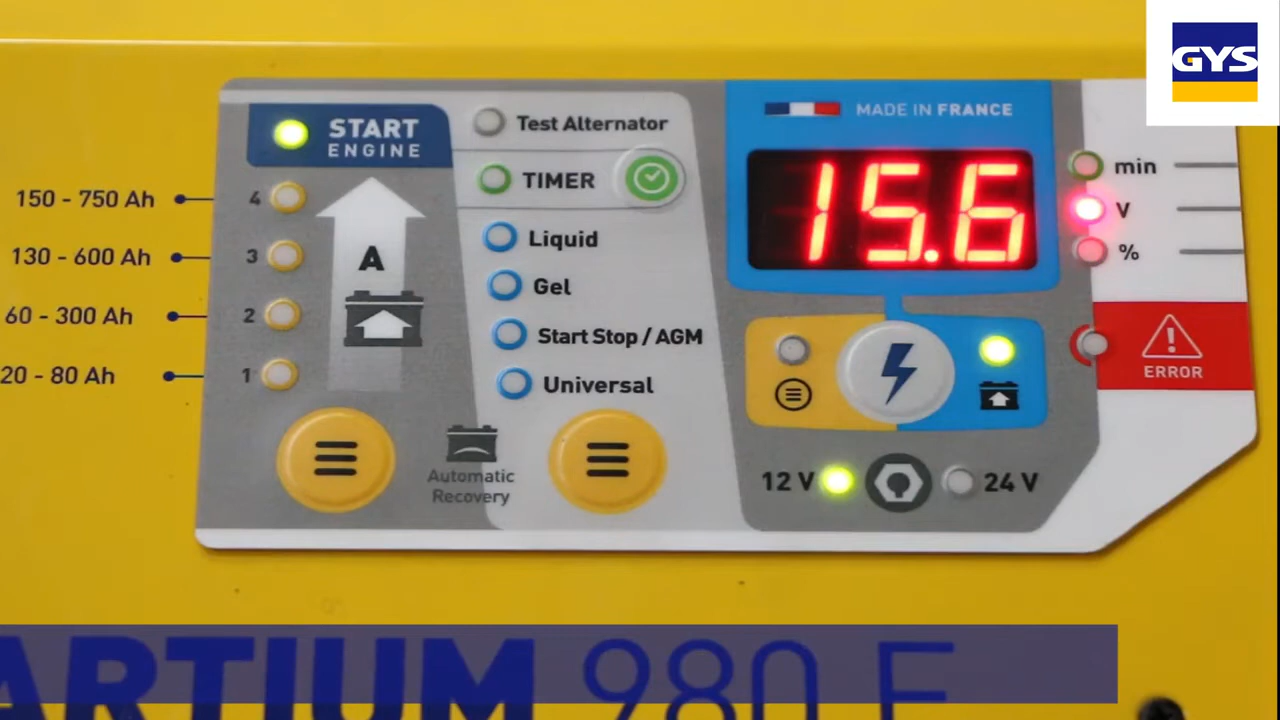 GYS
MADE IN FRANCE
START
ENGINE
Test Alternator
15.6
min
V
%
TIMER
150 - 750 Ah
4
130 - 600 Ah
3
A
60 - 300 Ah
2
20 - 80 Ah
1
Liquid
Gel
Start Stop / AGM
Universal
ERROR
Automatic
Recovery
12 V
24 V
ARTIUM 980 E